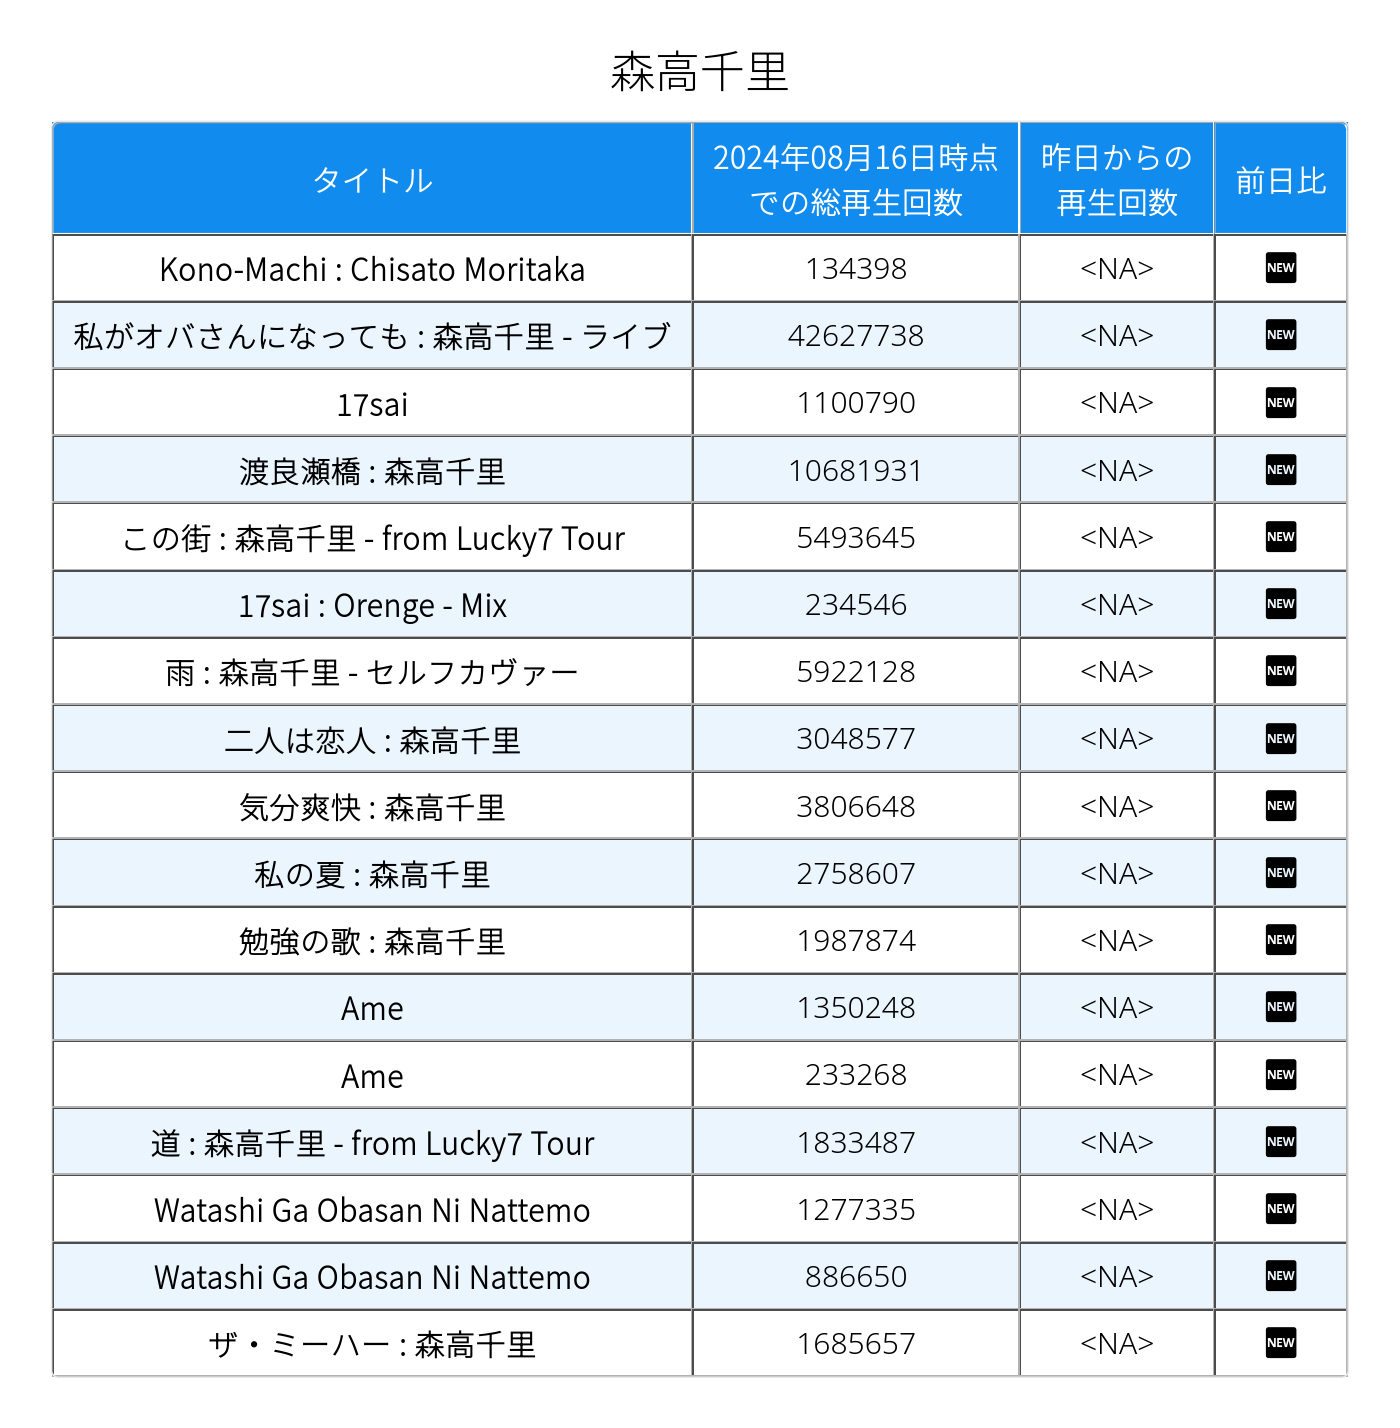 森高千里
タイトル 2024年08月16日時点 昨日からの 前日比
での総再生回数 再生回数
Kono-Machi : Chisato Moritaka 134398 <NA> NEW
私がオバさんになっても : 森高千里 - ライブ 42627738 <NA> NEW
17sai 1100790 <NA> NEW
渡良瀬橋 : 森高千里 10681931 <NA> NEW
この街 : 森高千里 - from Lucky7 Tour 5493645 <NA> NEW
17sai : Orenge - Mix 234546 <NA> NEW
雨 : 森高千里 - セルフカヴァー 5922128 <NA> NEW
二人は恋人 : 森高千里 3048577 <NA> NEW
気分爽快 : 森高千里 3806648 <NA> NEW
私の夏 : 森高千里 2758607 <NA> NEW
勉強の歌 : 森高千里 1987874 <NA> NEW
Ame 1350248 <NA> NEW
Ame 233268 <NA> NEW
道 : 森高千里 - from Lucky7 Tour 1833487 <NA> NEW
Watashi Ga Obasan Ni Nattemo 1277335 <NA> NEW
Watashi Ga Obasan Ni Nattemo 886650 <NA> NEW
ザ・ミーハー : 森高千里 1685657 <NA> NEW